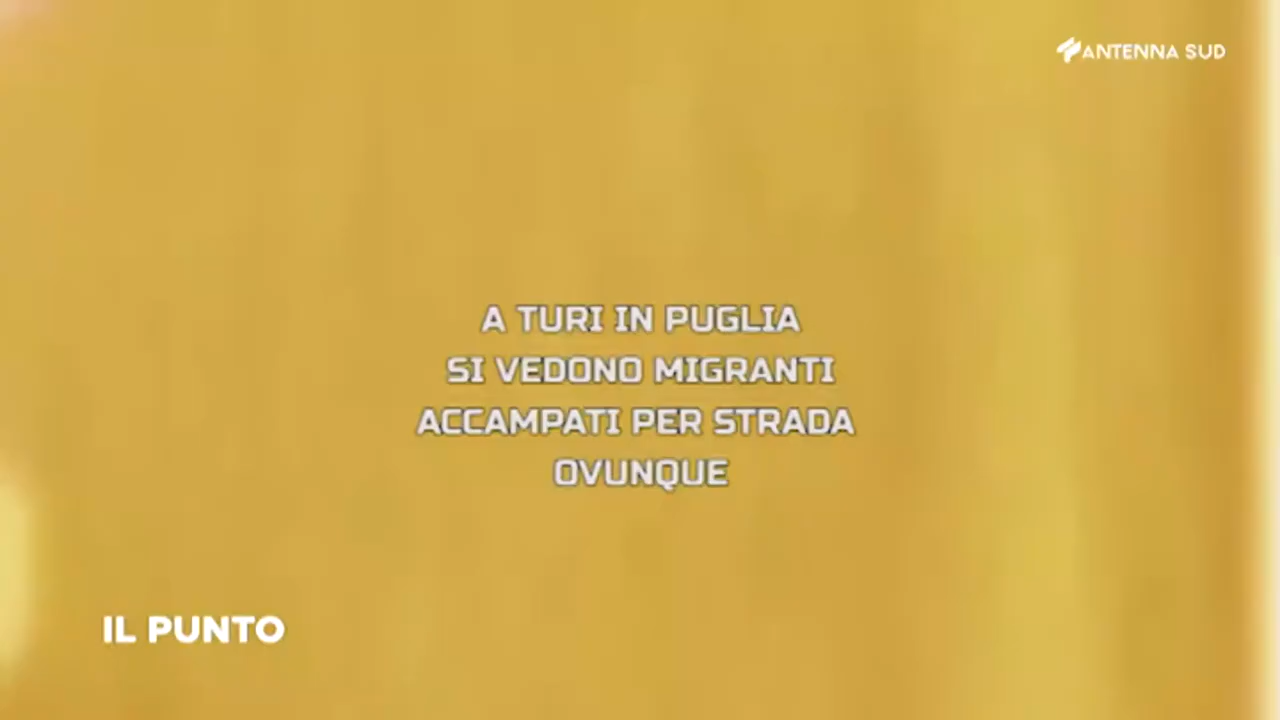 ANTENNA SUD
A TURI IN PUGLIA
SI VEDONO MIGRANTI
ACCAMPATI PER STRADA
OVUNQUE
IL PUNTO